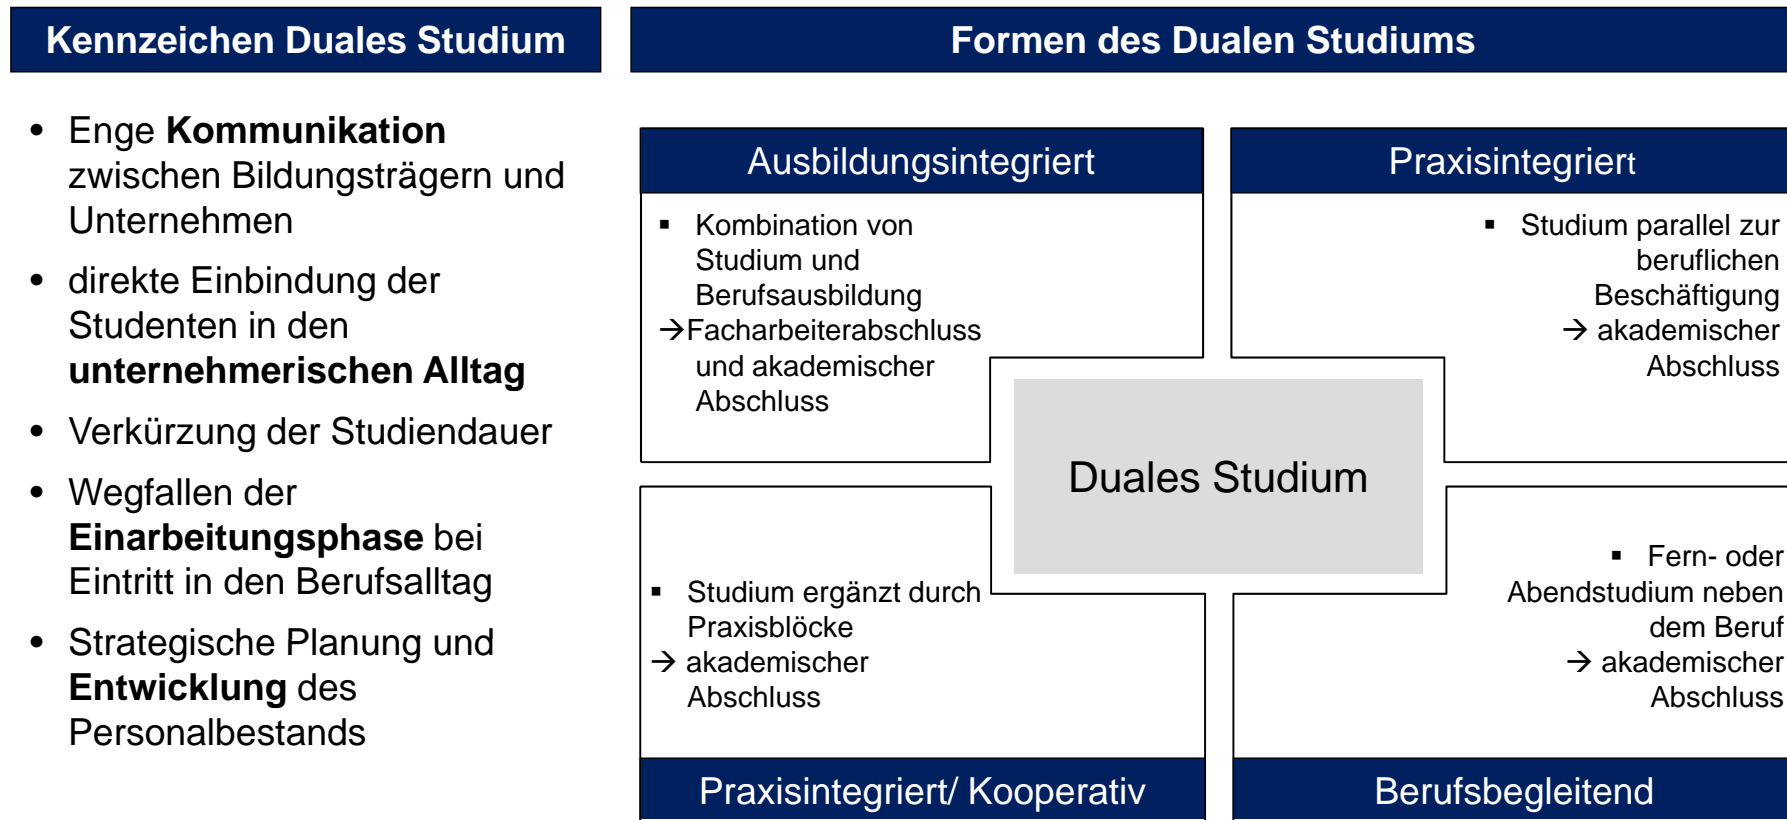 Kennzeichen Duales Studium
• Enge Kommunikation
zwischen Bildungsträgern und
Unternehmen
• direkte Einbindung der
Studenten in den
unternehmerischen Alltag
• Verkürzung der Studiendauer
• Wegfallen der
Einarbeitungsphase bei
Eintritt in den Berufsalltag
• Strategische Planung und
Entwicklung des
Personalbestands
Formen des Dualen Studiums
Ausbildungsintegriert
▪ Kombination von
Studium und
Berufsausbildung
→Facharbeiterabschluss
und akademischer
Abschluss
Praxisintegriert
▪ Studium parallel zur
beruflichen
Beschäftigung
→ akademischer
Abschluss
Duales Studium
▪ Studium ergänzt durch
Praxisblöcke
→ akademischer
Abschluss
Praxisintegriert/ Kooperativ
▪ Fern- oder
Abendstudium neben
dem Beruf
→ akademischer
Abschluss
Berufsbegleitend